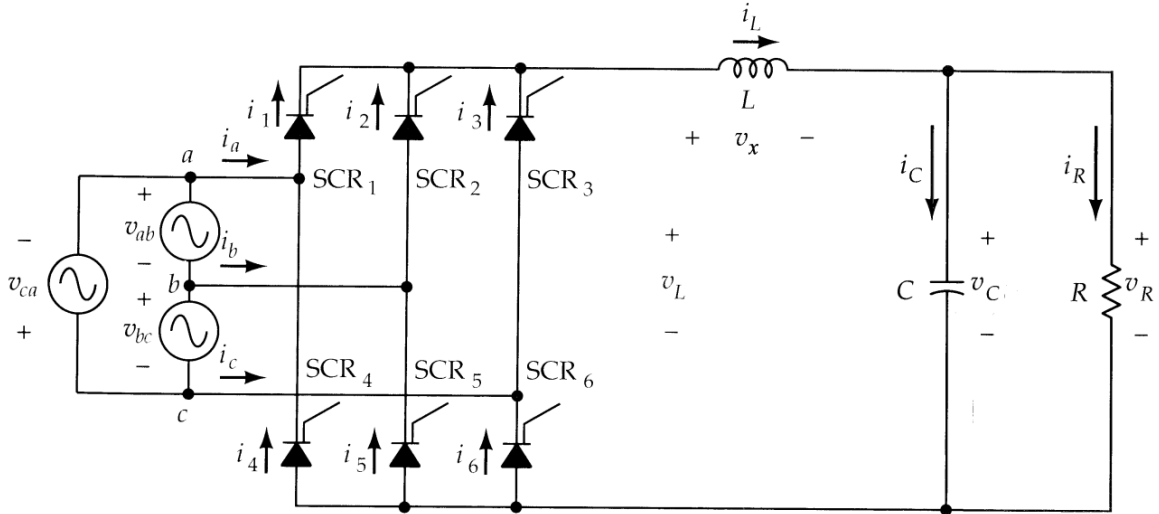 i_L
L
+ v_x −
i_1 i_2 i_3
a i_a
SCR_1 SCR_2 SCR_3
+ v_ab −
i_b
− v_ca +
b
+ v_bc −
i_c
c
SCR_4 SCR_5 SCR_6
i_4 i_5 i_6
+ v_L −
i_C i_R
C + v_C −
R + v_R −